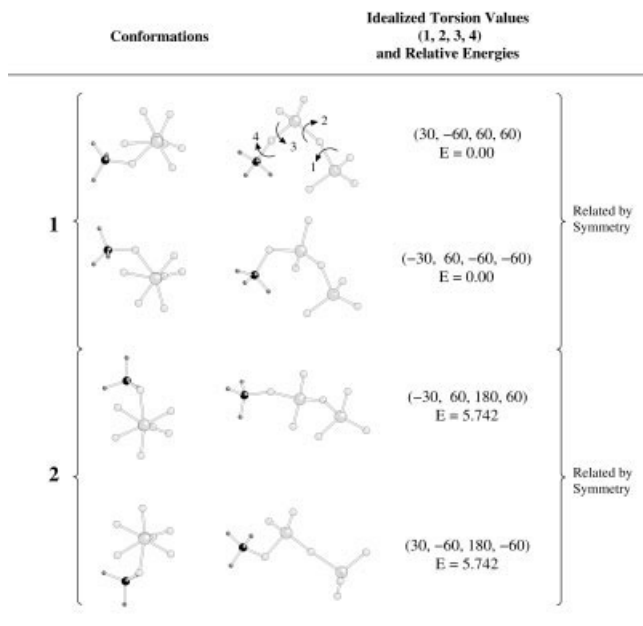 Conformations
Idealized Torsion Values
(1, 2, 3, 4)
and Relative Energies
1
4
3
2
1
(30, −60, 60, 60)
E = 0.00
(−30, 60, −60, −60)
E = 0.00
Related by
Symmetry
2
(−30, 60, 180, 60)
E = 5.742
(30, −60, 180, −60)
E = 5.742
Related by
Symmetry